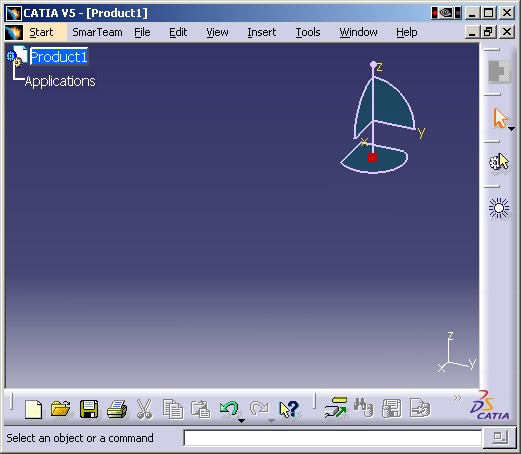 CATIA V5 - [Product1]
Start SmarTeam File Edit View Insert Tools Window Help
Product1
Applications
z
y
x
z
x y
»
CATIA
Select an object or a command